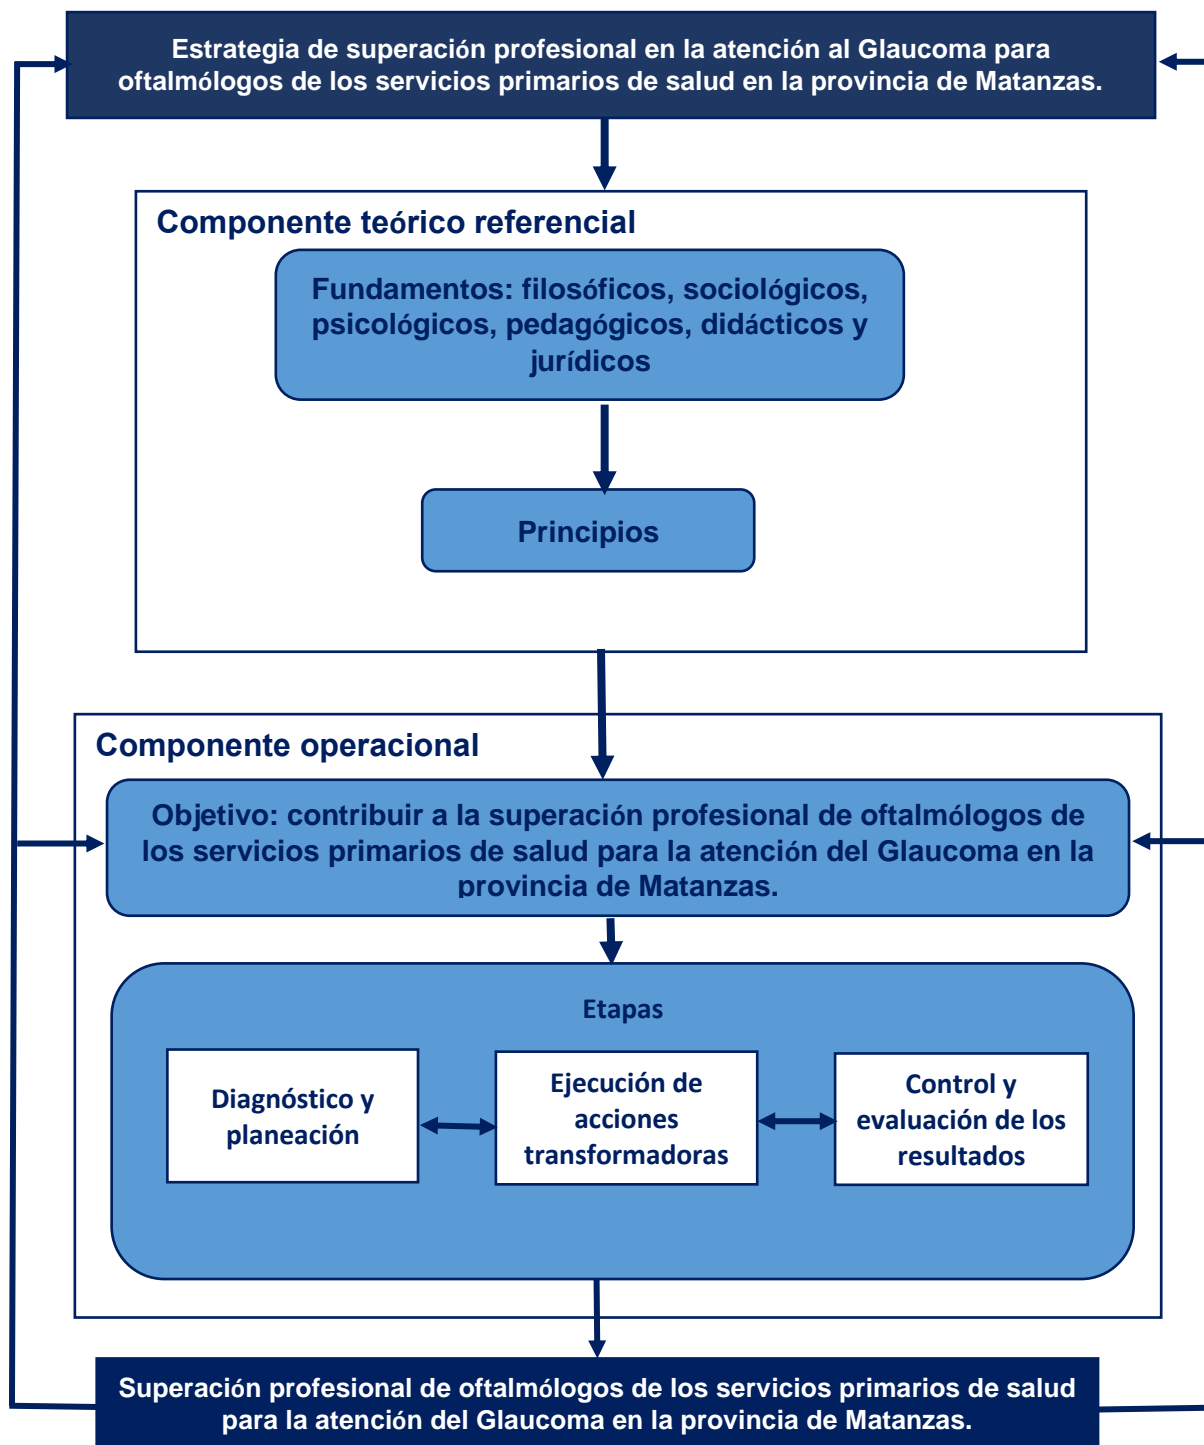 Estrategia de superación profesional en la atención al Glaucoma para
oftalmólogos de los servicios primarios de salud en la provincia de Matanzas.
Componente teórico referencial
Fundamentos: filosóficos, sociológicos,
psicológicos, pedagógicos, didácticos y
jurídicos
Principios
Componente operacional
Objetivo: contribuir a la superación profesional de oftalmólogos de
los servicios primarios de salud para la atención del Glaucoma en la
provincia de Matanzas.
Etapas
Diagnóstico y
planeación
Ejecución de
acciones
transformadoras
Control y
evaluación de los
resultados
Superación profesional de oftalmólogos de los servicios primarios de salud
para la atención del Glaucoma en la provincia de Matanzas.